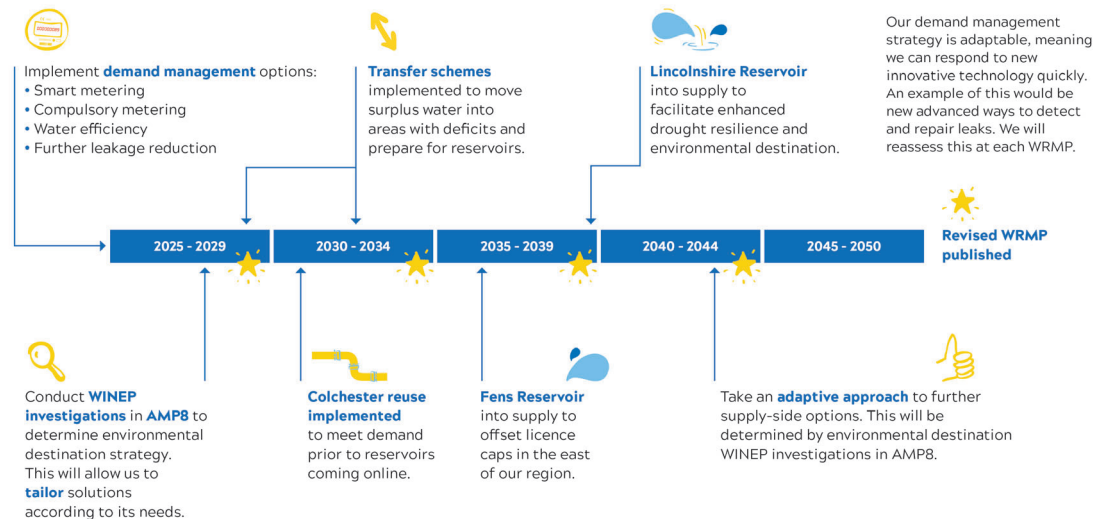 Implement demand management options:
• Smart metering
• Compulsory metering
• Water efficiency
• Further leakage reduction
Transfer schemes
implemented to move
surplus water into
areas with deficits and
prepare for reservoirs.
Lincolnshire Reservoir
into supply to
facilitate enhanced
drought resilience and
environmental destination.
Our demand management
strategy is adaptable, meaning
we can respond to new
innovative technology quickly.
An example of this would be
new advanced ways to detect
and repair leaks. We will
reassess this at each WRMP.
2025 - 2029
2030 - 2034
2035 - 2039
2040 - 2044
2045 - 2050
Revised WRMP
published
Conduct WINEP
investigations in AMP8 to
determine environmental
destination strategy.
This will allow us to
tailor solutions
according to its needs.
Colchester reuse
implemented
to meet demand
prior to reservoirs
coming online.
Fens Reservoir
into supply to
offset licence
caps in the east
of our region.
Take an adaptive approach to further
supply-side options. This will be
determined by environmental destination
WINEP investigations in AMP8.